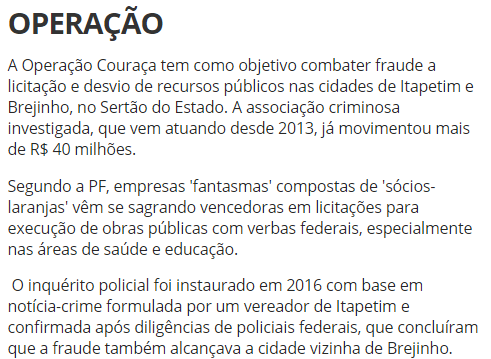 OPERAÇÃO
A Operação Couraça tem como objetivo combater fraude a
licitação e desvio de recursos públicos nas cidades de Itapetim e
Brejinho, no Sertão do Estado. A associação criminosa
investigada, que vem atuando desde 2013, já movimentou mais
de R$ 40 milhões.
Segundo a PF, empresas 'fantasmas' compostas de 'sócios-
laranjas' vêm se sagrando vencedoras em licitações para
execução de obras públicas com verbas federais, especialmente
nas áreas de saúde e educação.
O inquérito policial foi instaurado em 2016 com base em
notícia-crime formulada por um vereador de Itapetim e
confirmada após diligências de policiais federais, que concluíram
que a fraude também alcançava a cidade vizinha de Brejinho.